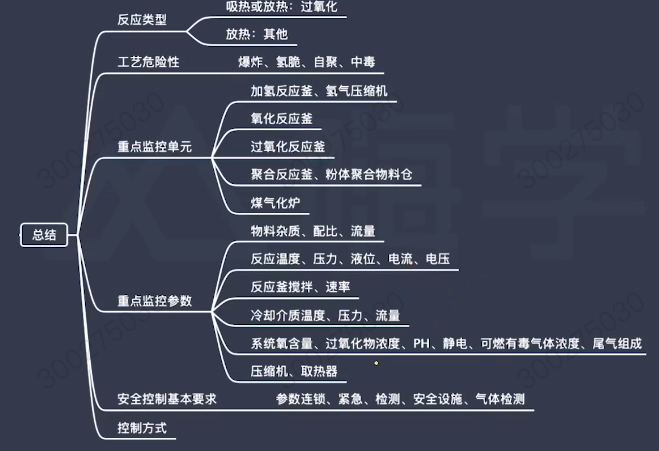 吸热或放热：过氧化
反应类型
放热：其他
工艺危险性
爆炸、氢脆、自聚、中毒
加氢反应釜、氢气压缩机
氧化反应釜
重点监控单元
过氧化反应釜
聚合反应釜、粉体聚合物料仓
煤气化炉
总结
物料杂质、配比、流量
反应温度、压力、液位、电流、电压
反应釜搅拌、速率
重点监控参数
冷却介质温度、压力、流量
系统氧含量、过氧化物浓度、PH、静电、可燃有毒气体浓度、尾气组成
压缩机、取热器
安全控制基本要求
参数连锁、紧急、检测、安全设施、气体检测
控制方式
300275030
300275030
300275030
300275030
300275030
300275030